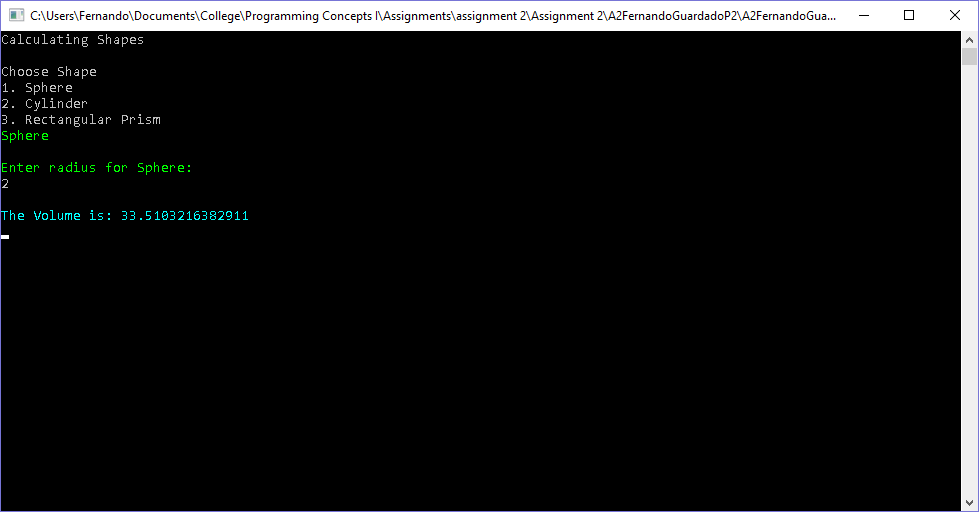 C:\Users\Fernando\Documents\College\Programming Concepts I\Assignments\assignment 2\Assignment 2\A2FernandoGuardadoP2\A2FernandoGua...
Calculating Shapes
Choose Shape
1. Sphere
2. Cylinder
3. Rectangular Prism
Sphere
Enter radius for Sphere:
2
The Volume is: 33.5103216382911